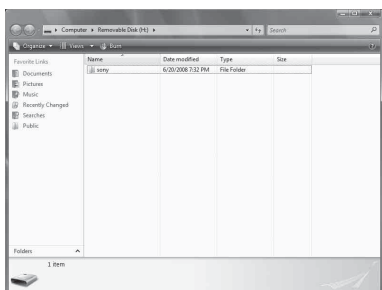 Computer ▸ Removable Disk (H:) ▸
Search
Organize ▾ Views ▾ Burn
Favorite Links
Documents
Pictures
Music
Recently Changed
Searches
Public
Folders
Name Date modified Type Size
sony 6/20/2008 7:32 PM File Folder
1 item